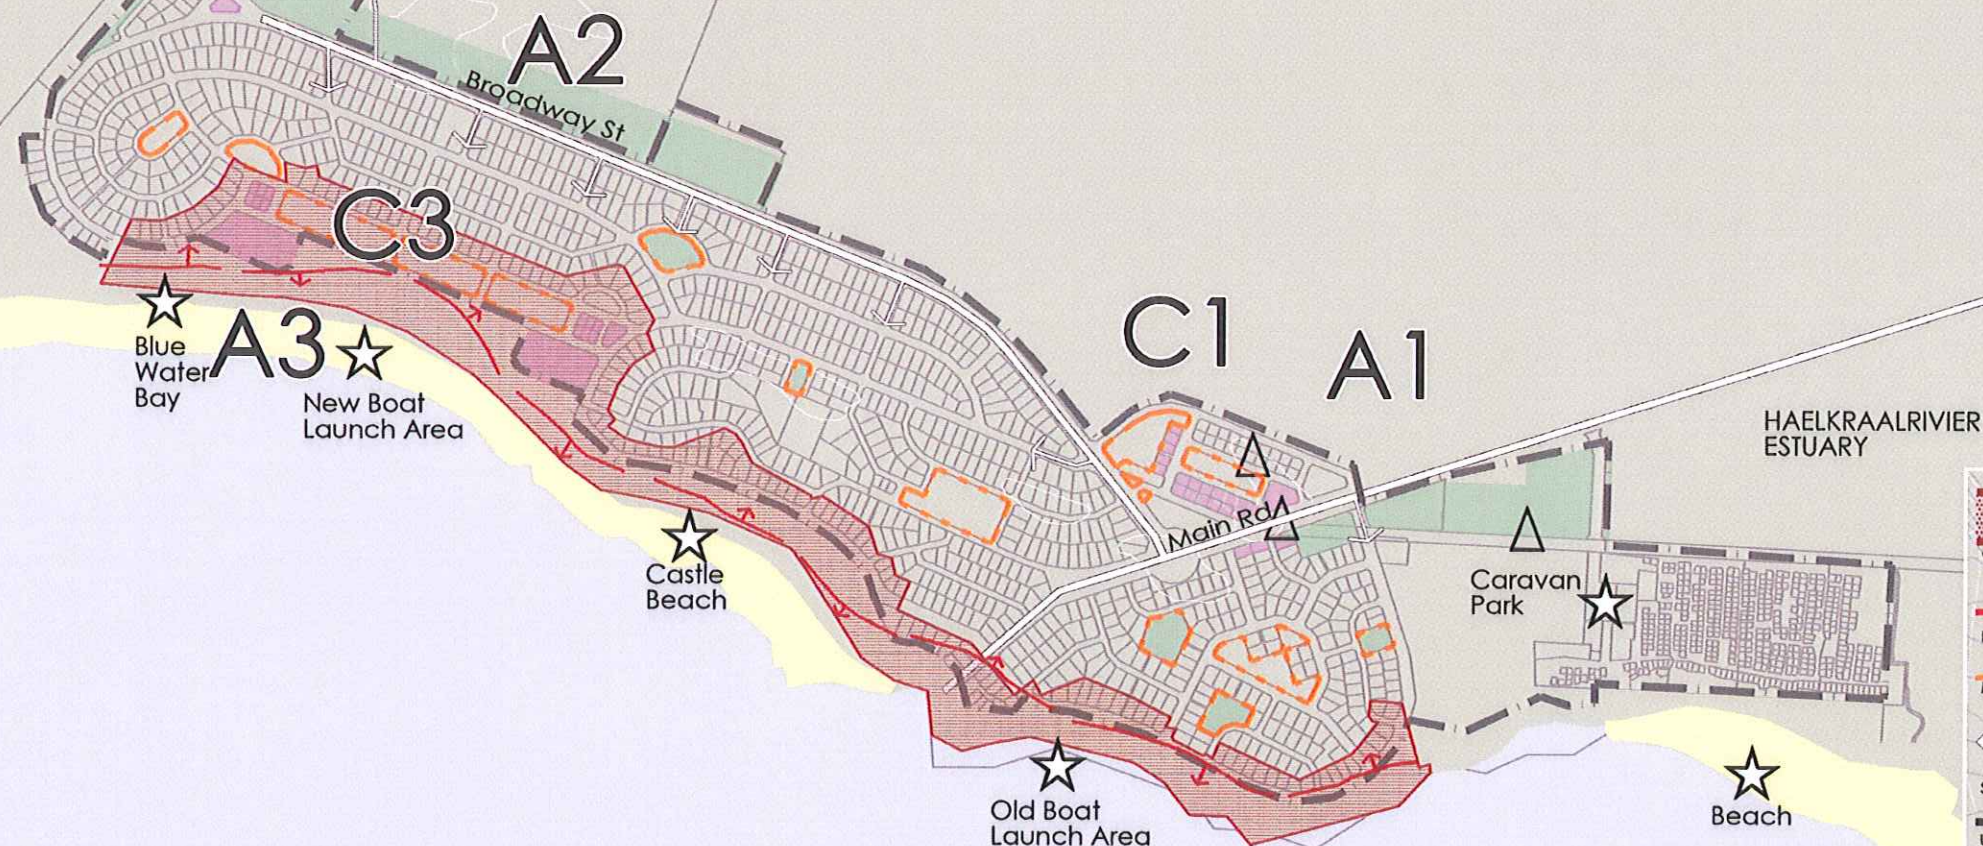 A2
Broadway St
C3
C1
A1
A3
Blue
Water
Bay
New Boat
Launch Area
HAELKRAALRIVIER
ESTUARY
Main Rd
Castle
Beach
Caravan
Park
Old Boat
Launch Area
Beach